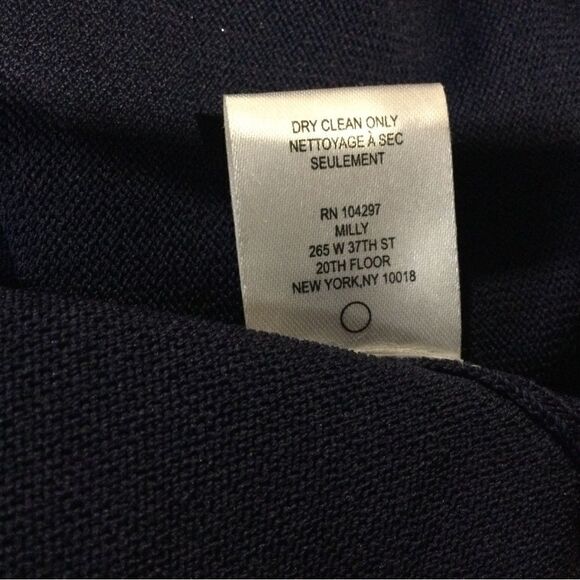 DRY CLEAN ONLY
NETTOYAGE À SEC
SEULEMENT
RN 104297
MILLY
265 W 37TH ST
20TH FLOOR
NEW YORK,NY 10018